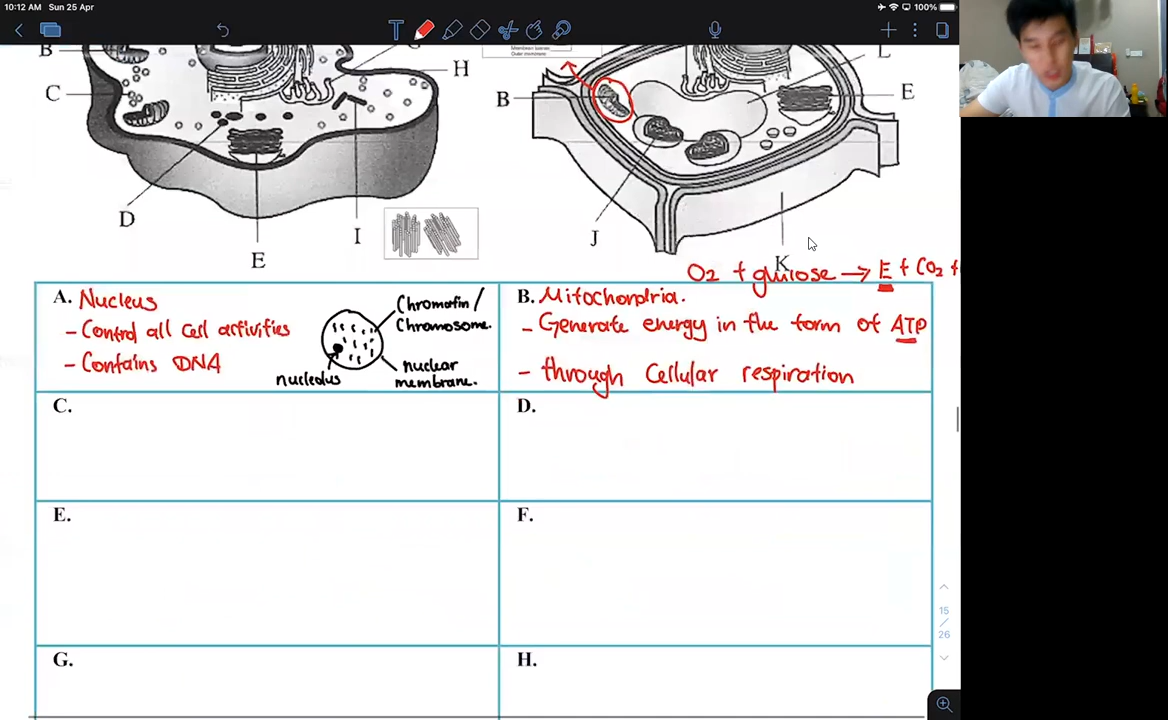 10:12 AM Sun 25 Apr
100%
T
B
C
H
D
I
E
B
L
E
J
K
O2 + glucose → E + CO2 +
A. Nucleus
- Control all cell activities
- Contains DNA
Chromatin/
Chromosome.
nucleolus
nuclear
membrane.
B. Mitochondria.
- Generate energy in the form of ATP
- through Cellular respiration
C.
D.
E.
F.
G.
H.
15
/
26